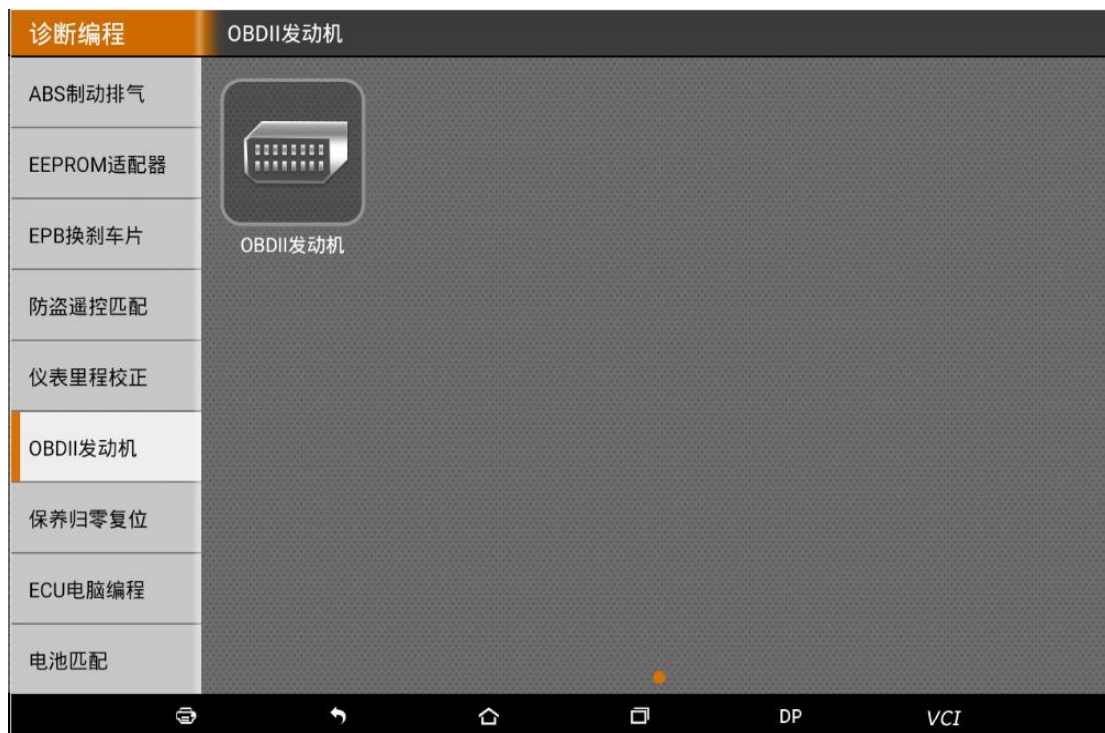 诊断编程
OBDII发动机
ABS制动排气
EEPROM适配器
EPB换刹车片
防盗遥控匹配
仪表里程校正
OBDII发动机
保养归零复位
ECU电脑编程
电池匹配
OBDII发动机
DP
VCI